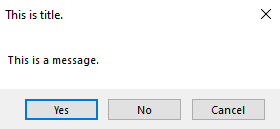 This is title.
This is a message.
Yes No Cancel